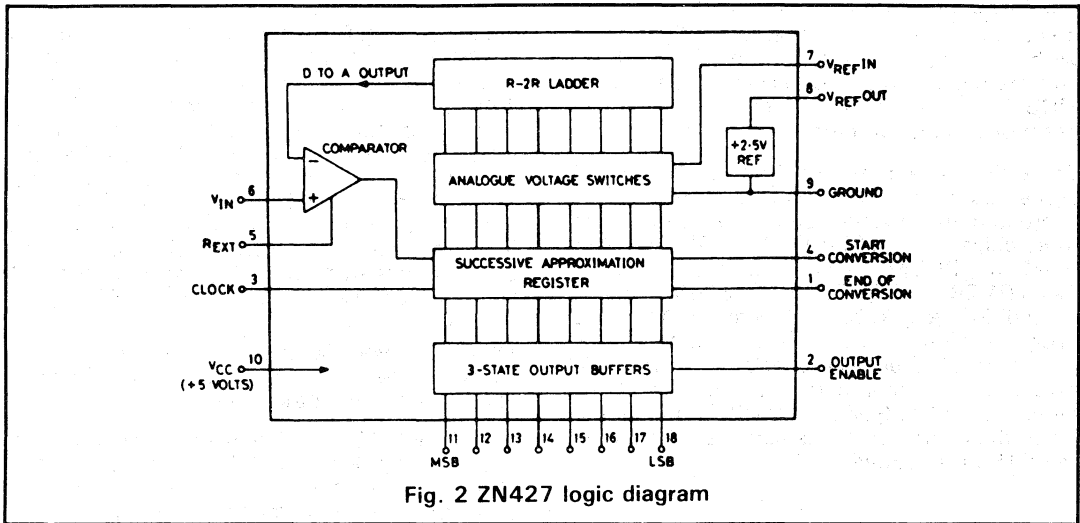 D TO A OUTPUT
R-2R LADDER
7
VREF IN
8
VREF OUT
+2·5V
REF
COMPARATOR
−
+
6
VIN
5
REXT
ANALOGUE VOLTAGE SWITCHES
9
GROUND
4
START
CONVERSION
SUCCESSIVE APPROXIMATION
REGISTER
3
CLOCK
1
END OF
CONVERSION
10
VCC
(+5 VOLTS)
3-STATE OUTPUT BUFFERS
2
OUTPUT
ENABLE
11 12 13 14 15 16 17 18
MSB LSB
Fig. 2 ZN427 logic diagram